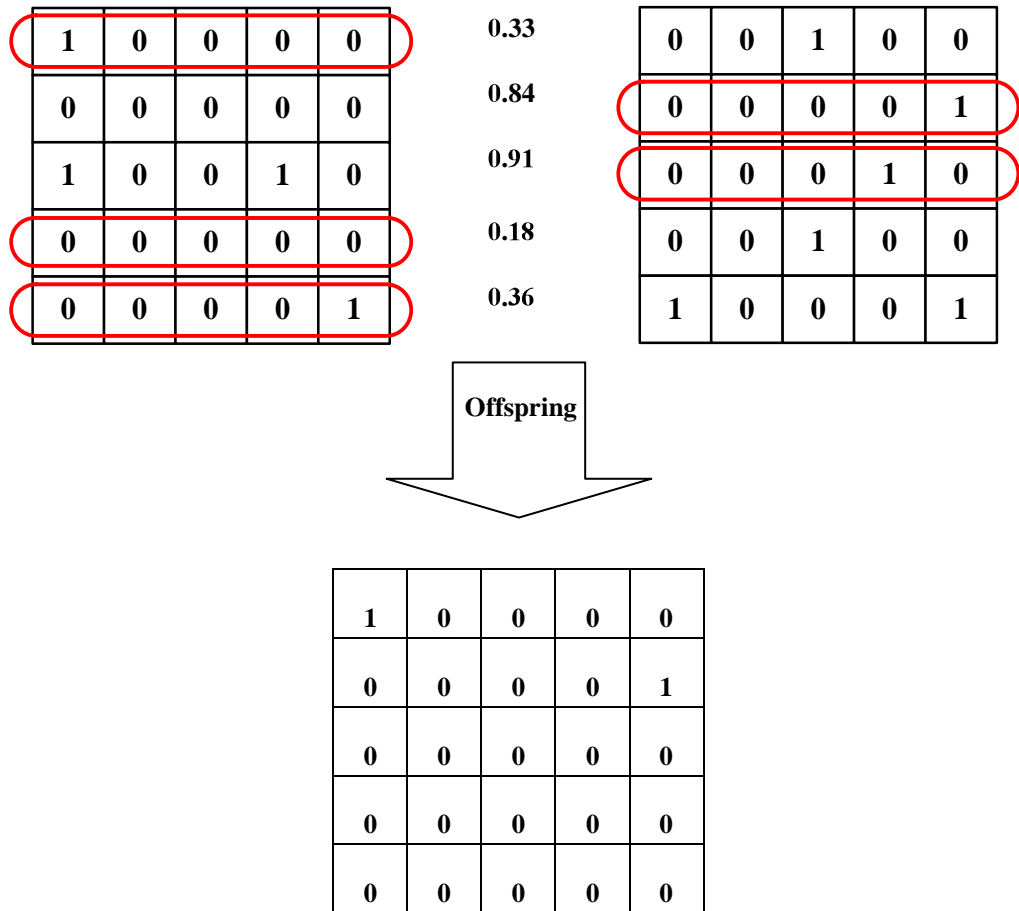 1 0 0 0 0 0.33 0 0 1 0 0
0 0 0 0 0 0.84 0 0 0 0 1
1 0 0 1 0 0.91 0 0 0 1 0
0 0 0 0 0 0.18 0 0 1 0 0
0 0 0 0 1 0.36 1 0 0 0 1
Offspring
1 0 0 0 0
0 0 0 0 1
0 0 0 0 0
0 0 0 0 0
0 0 0 0 0